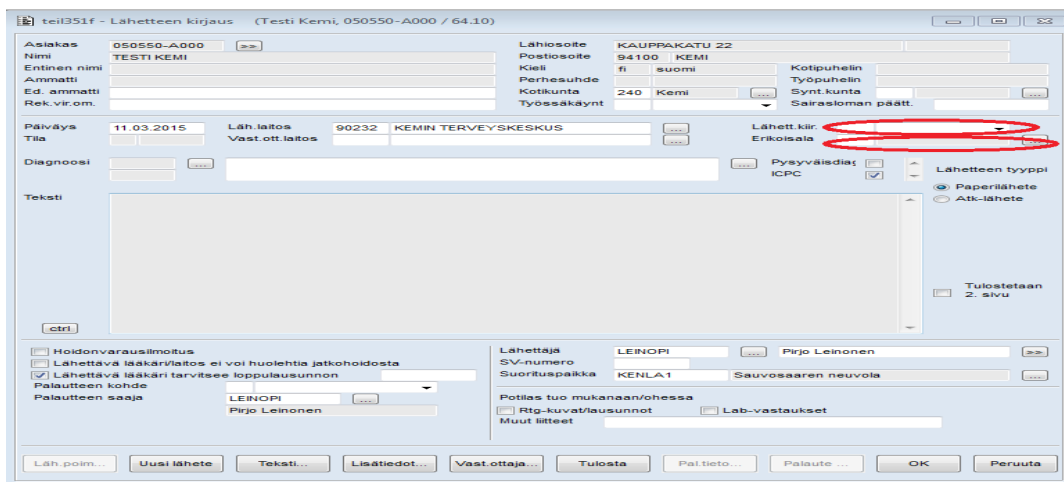 teil351f - Lähetteen kirjaus (Testi Kemi, 050550-A000 / 64.10)
Asiakas 050550-A000 >> Lähiosoite KAUPPAKATU 22
Nimi TESTI KEMI Postiosoite 94100 KEMI
Entinen nimi Kieli fi suomi Kotipuhelin
Ammatti Perhesuhde Työpuhelin
Ed. ammatti Kotikunta 240 Kemi ... Synt.kunta ...
Rek.vir.om. Työssäkäynt Sairasloman päätt.
Päiväys 11.03.2015 Läh.laitos 90232 KEMIN TERVEYSKESKUS ... Lähett.kiir.
Tila Vast.ott.laitos ... Erikoisala ...
Diagnoosi ... ... Pysyväisdiag
ICPC
Lähetteen tyyppi
Paperilähete
Teksti Atk-lähete
Tulostetaan
2. sivu
ctrl
Hoidonvarausilmoitus Lähettäjä LEINOPI ... Pirjo Leinonen >>
Lähettävä lääkäri/laitos ei voi huolehtia jatkohoidosta SV-numero
Lähettävä lääkäri tarvitsee loppulausunnon Suorituspaikka KENLA1 Sauvosaaren neuvola ...
Palautteen kohde
Palautteen saaja LEINOPI ... Potilas tuo mukanaan/ohessa
Pirjo Leinonen Rtg-kuvat/lausunnot Lab-vastaukset
Muut liitteet
Läh.poim... Uusi lähete Teksti... Lisätiedot... Vast.ottaja... Tulosta Pal.tieto... Palaute ... OK Peruuta